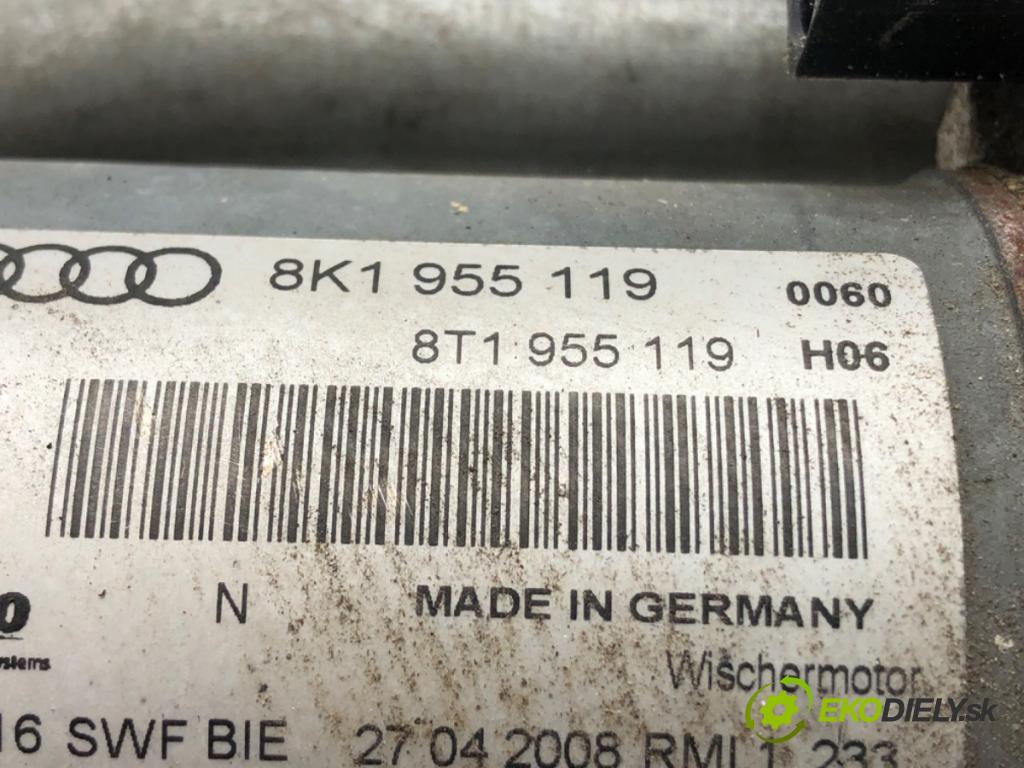 8K1 955 119 0060
8T1 955 119 H06
N MADE IN GERMANY
Wischermotor
EKODIELY.sk
16 SWF BIE 27 04 2008 RML1 233